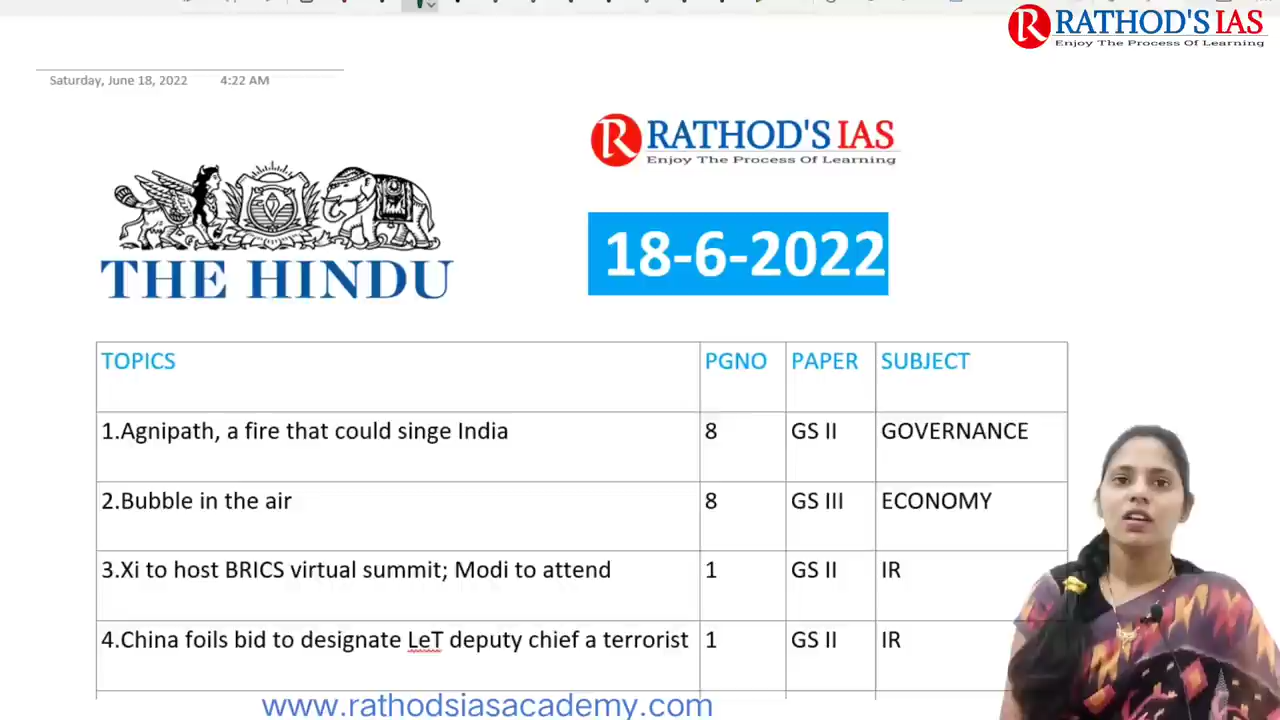 RATHOD'S IAS
Enjoy The Process Of Learning
Saturday, June 18, 2022 4:22 AM
RATHOD'S IAS
Enjoy The Process Of Learning
THE HINDU
18-6-2022
TOPICS PGNO PAPER SUBJECT
1.Agnipath, a fire that could singe India 8 GS II GOVERNANCE
2.Bubble in the air 8 GS III ECONOMY
3.Xi to host BRICS virtual summit; Modi to attend 1 GS II IR
4.China foils bid to designate LeT deputy chief a terrorist 1 GS II IR
www.rathodsiasacademy.com